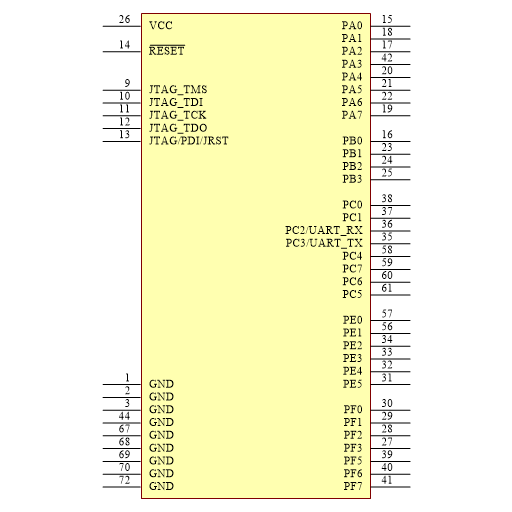 26 VCC PA0 15
PA1 18
14 RESET PA2 17
PA3 42
PA4 20
9 JTAG_TMS PA5 21
10 JTAG_TDI PA6 22
11 JTAG_TCK PA7 19
12 JTAG_TDO
13 JTAG/PDI/JRST PB0 16
PB1 23
PB2 24
PB3 25
PC0 38
PC1 37
PC2/UART_RX 36
PC3/UART_TX 35
PC4 58
PC7 59
PC6 60
PC5 61
PE0 57
PE1 56
PE2 34
PE3 33
PE4 32
1 GND PE5 31
2 GND
3 GND PF0 30
44 GND PF1 29
67 GND PF2 28
68 GND PF3 27
69 GND PF5 39
70 GND PF6 40
72 GND PF7 41